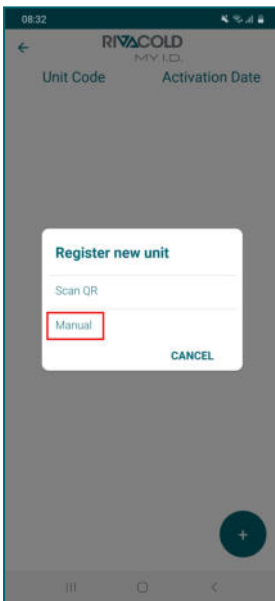 08:32
RIVACOLD
MY I.D.
Unit Code Activation Date
Register new unit
Scan QR
Manual
CANCEL
+